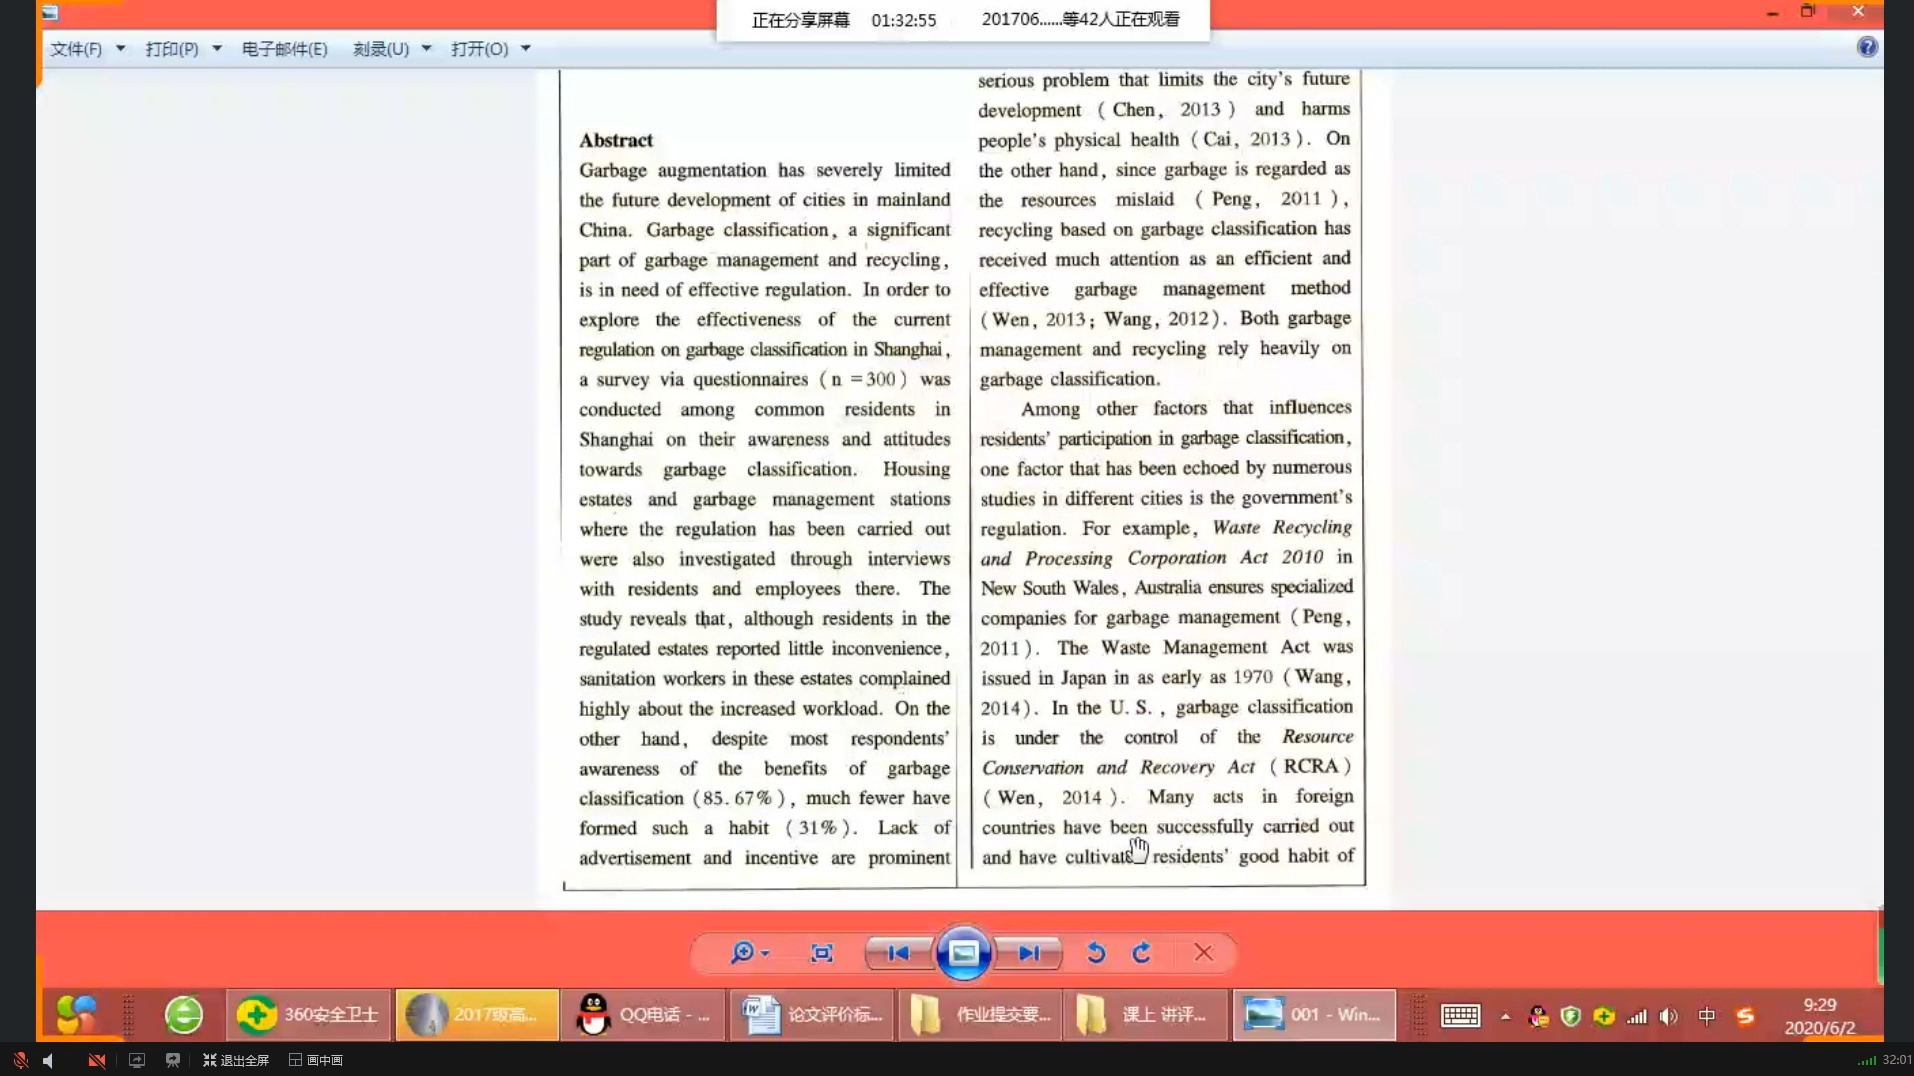 正在分享屏幕 01:32:55 201706......等42人正在观看
文件(F) 打印(P) 电子邮件(E) 刻录(U) 打开(O)
Abstract
Garbage augmentation has severely limited
the future development of cities in mainland
China. Garbage classification, a significant
part of garbage management and recycling,
is in need of effective regulation. In order to
explore the effectiveness of the current
regulation on garbage classification in Shanghai,
a survey via questionnaires (n =300) was
conducted among common residents in
Shanghai on their awareness and attitudes
towards garbage classification. Housing
estates and garbage management stations
where the regulation has been carried out
were also investigated through interviews
with residents and employees there. The
study reveals that, although residents in the
regulated estates reported little inconvenience,
sanitation workers in these estates complained
highly about the increased workload. On the
other hand, despite most respondents'
awareness of the benefits of garbage
classification (85.67%), much fewer have
formed such a habit (31%). Lack of
advertisement and incentive are prominent
serious problem that limits the city's future
development (Chen, 2013) and harms
people's physical health (Cai, 2013). On
the other hand, since garbage is regarded as
the resources mislaid (Peng, 2011),
recycling based on garbage classification has
received much attention as an efficient and
effective garbage management method
(Wen, 2013; Wang, 2012). Both garbage
management and recycling rely heavily on
garbage classification.
Among other factors that influences
residents' participation in garbage classification,
one factor that has been echoed by numerous
studies in different cities is the government's
regulation. For example, Waste Recycling
and Processing Corporation Act 2010 in
New South Wales, Australia ensures specialized
companies for garbage management (Peng,
2011). The Waste Management Act was
issued in Japan in as early as 1970 (Wang,
2014). In the U.S., garbage classification
is under the control of the Resource
Conservation and Recovery Act (RCRA)
(Wen, 2014). Many acts in foreign
countries have been successfully carried out
and have cultivate residents' good habit of
360安全卫士 2017级高... QQ电话 - ... 论文评价标... 作业提交要... 课上 讲评... 001 - Win... 中 9:29
2020/6/2
退出全屏 画中画 32:01